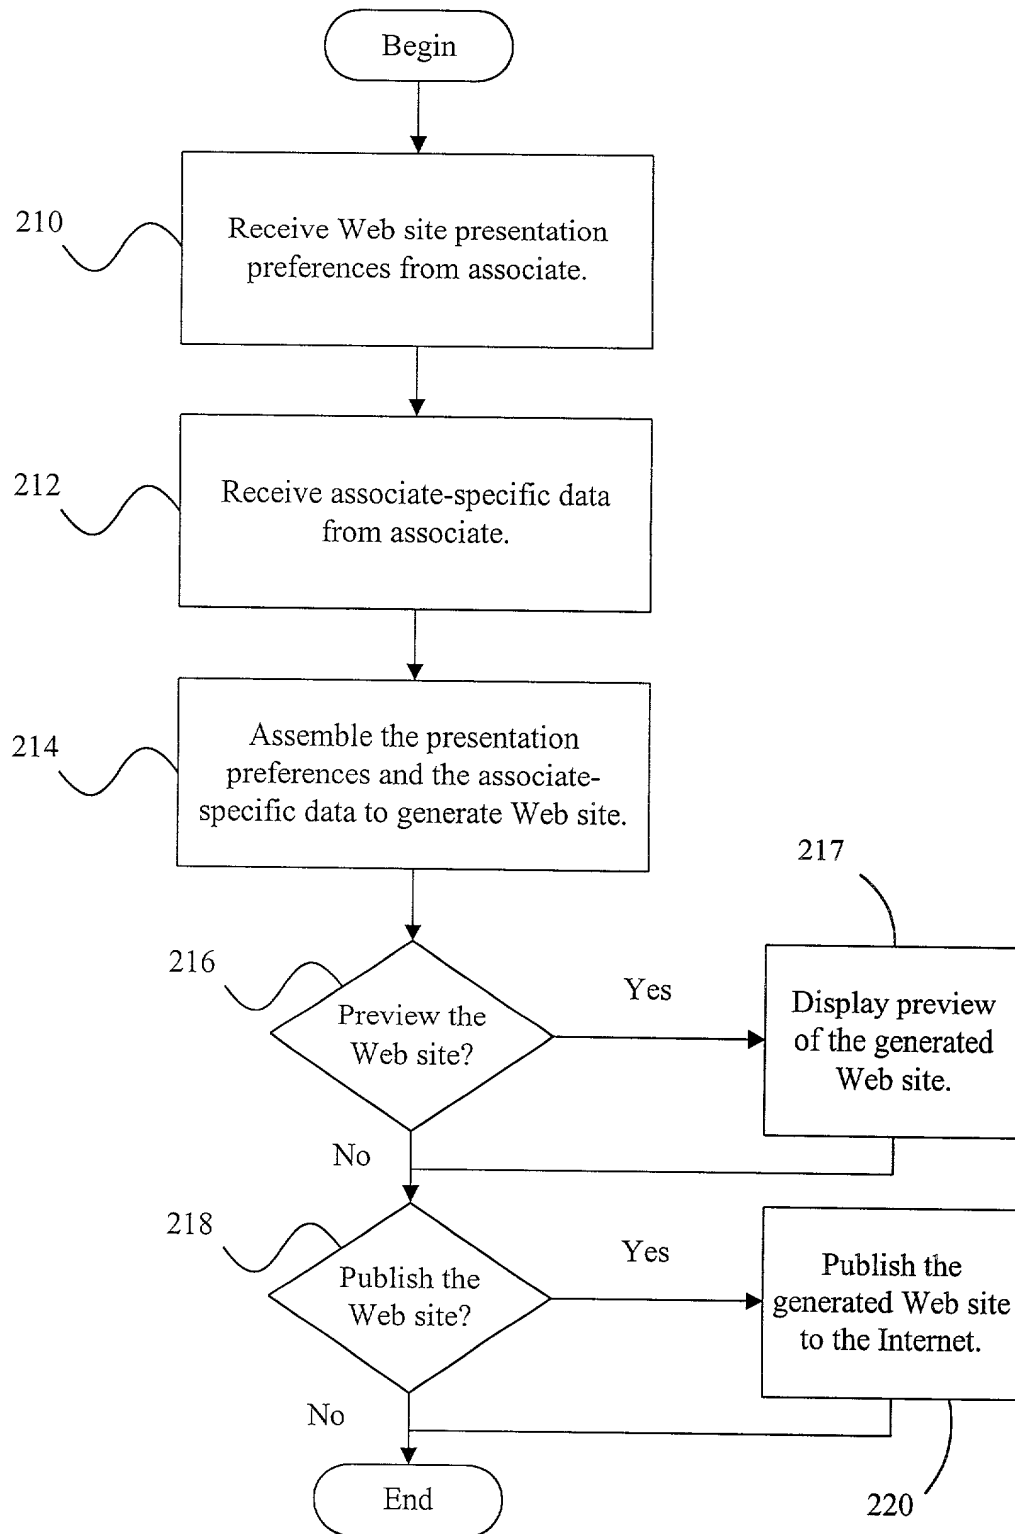 Begin
210
Receive Web site presentation
preferences from associate.
212
Receive associate-specific data
from associate.
214
Assemble the presentation
preferences and the associate-
specific data to generate Web site.
217
216
Preview the
Web site?
Yes
Display preview
of the generated
Web site.
No
218
Publish the
Web site?
Yes
Publish the
generated Web site
to the Internet.
No
End
220